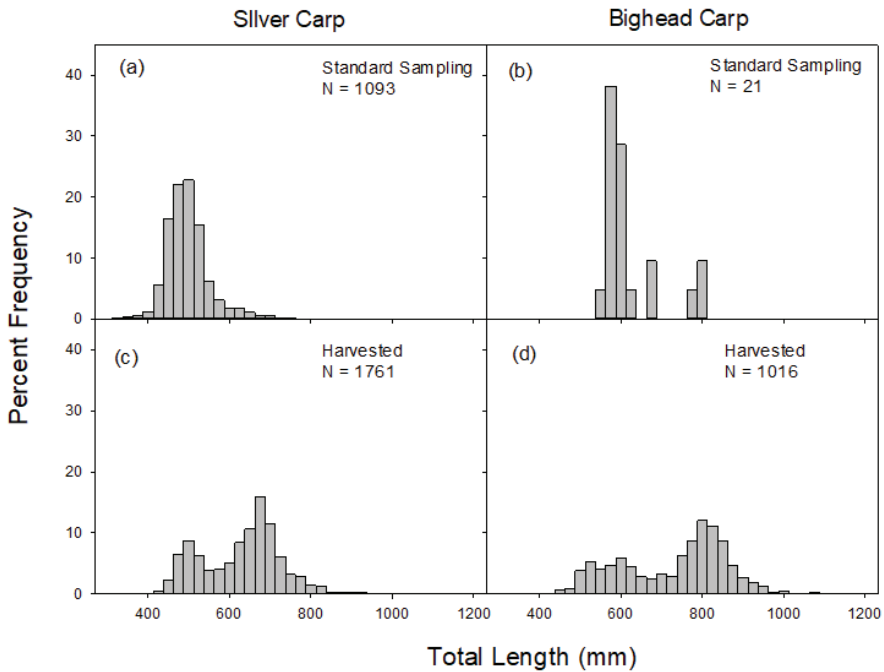 SIlver Carp
Bighead Carp
(a)
Standard Sampling
N = 1093
(b)
Standard Sampling
N = 21
40
30
20
10
0
Percent Frequency
(c)
Harvested
N = 1761
(d)
Harvested
N = 1016
40
30
20
10
0
400 600 800 1000 1200
400 600 800 1000 1200
Total Length (mm)